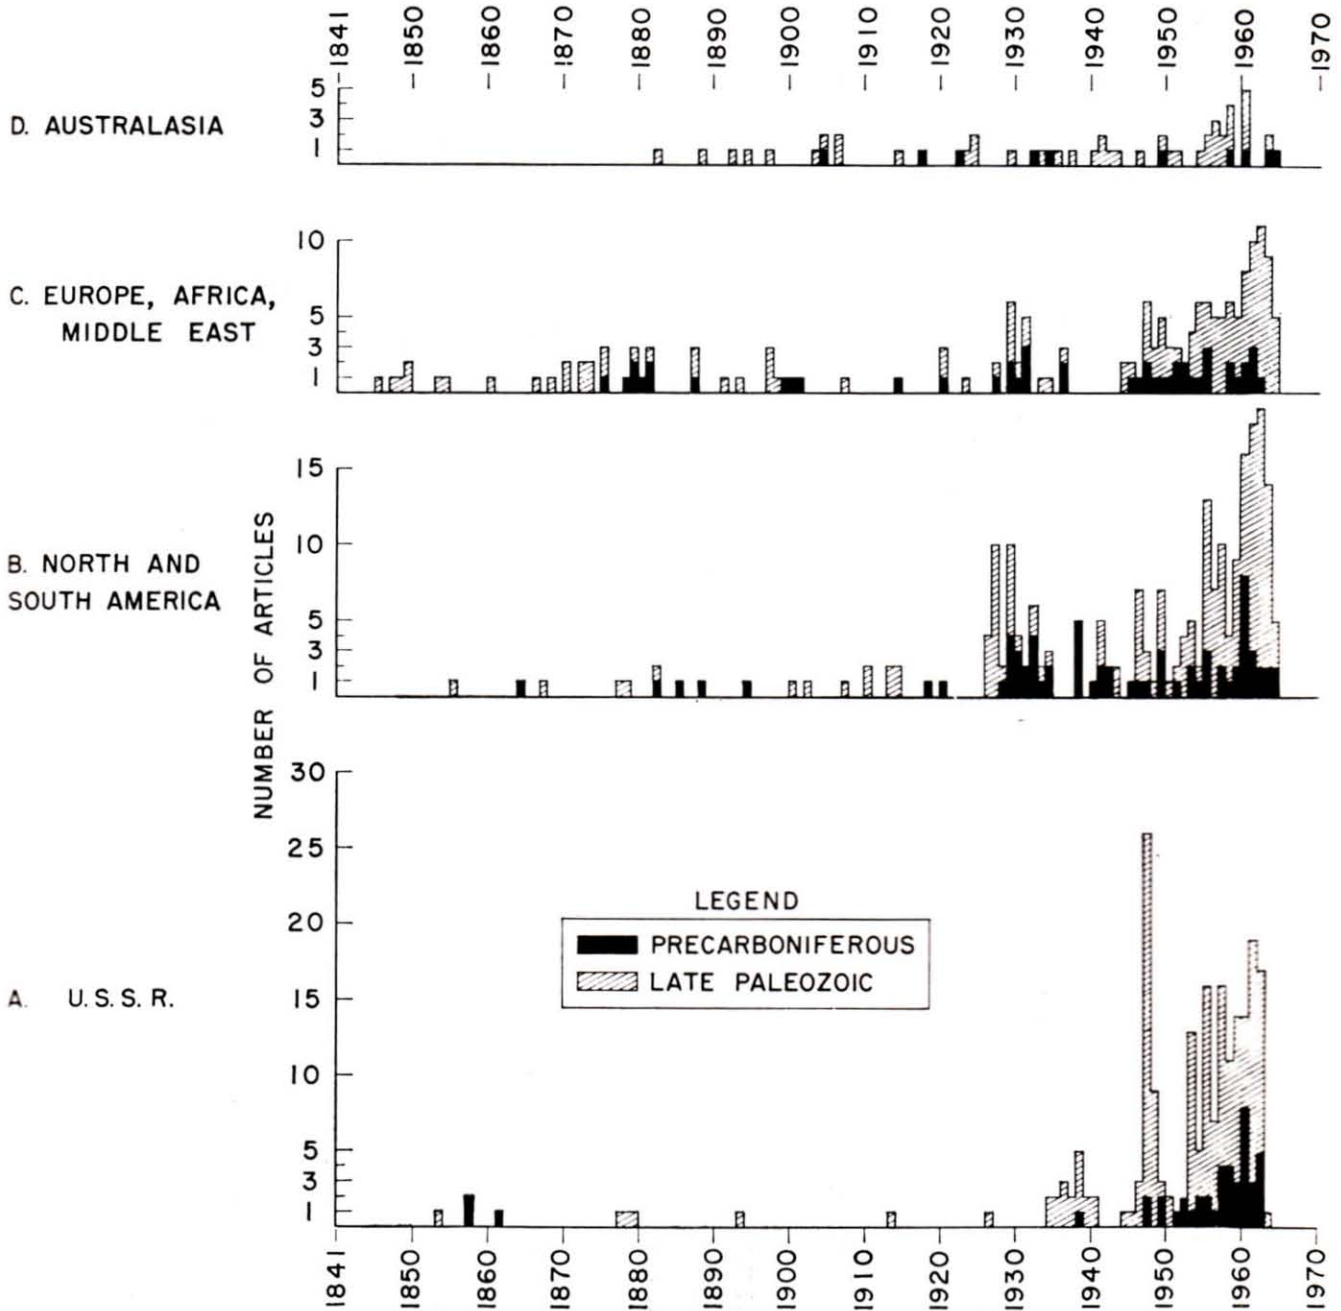 1841 1850 1860 1870 1880 1890 1900 1910 1920 1930 1940 1950 1960 1970
5
3
1
D. AUSTRALASIA
10
5
3
1
C. EUROPE, AFRICA,
MIDDLE EAST
15
10
5
3
1
B. NORTH AND
SOUTH AMERICA
NUMBER OF ARTICLES
30
25
20
15
10
5
3
1
A. U.S.S.R.
LEGEND
PRECARBONIFEROUS
LATE PALEOZOIC
1841 1850 1860 1870 1880 1890 1900 1910 1920 1930 1940 1950 1960 1970